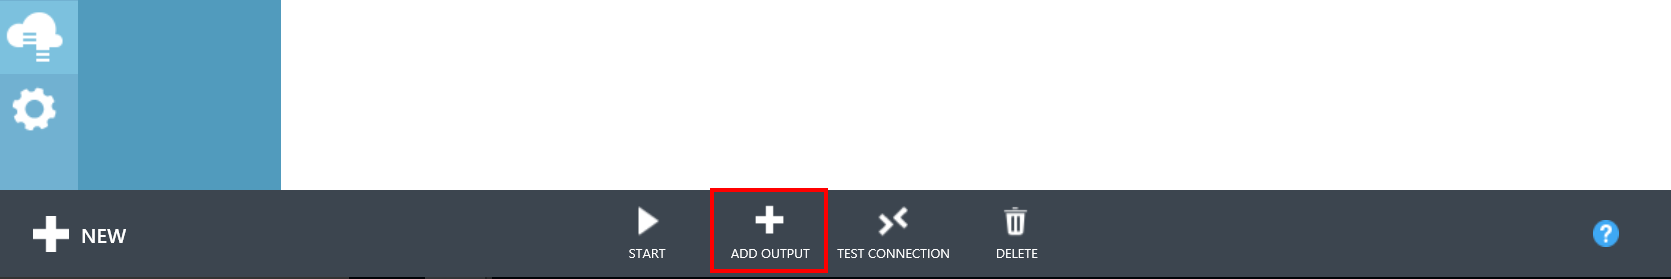 NEW
START
ADD OUTPUT
TEST CONNECTION
DELETE
?